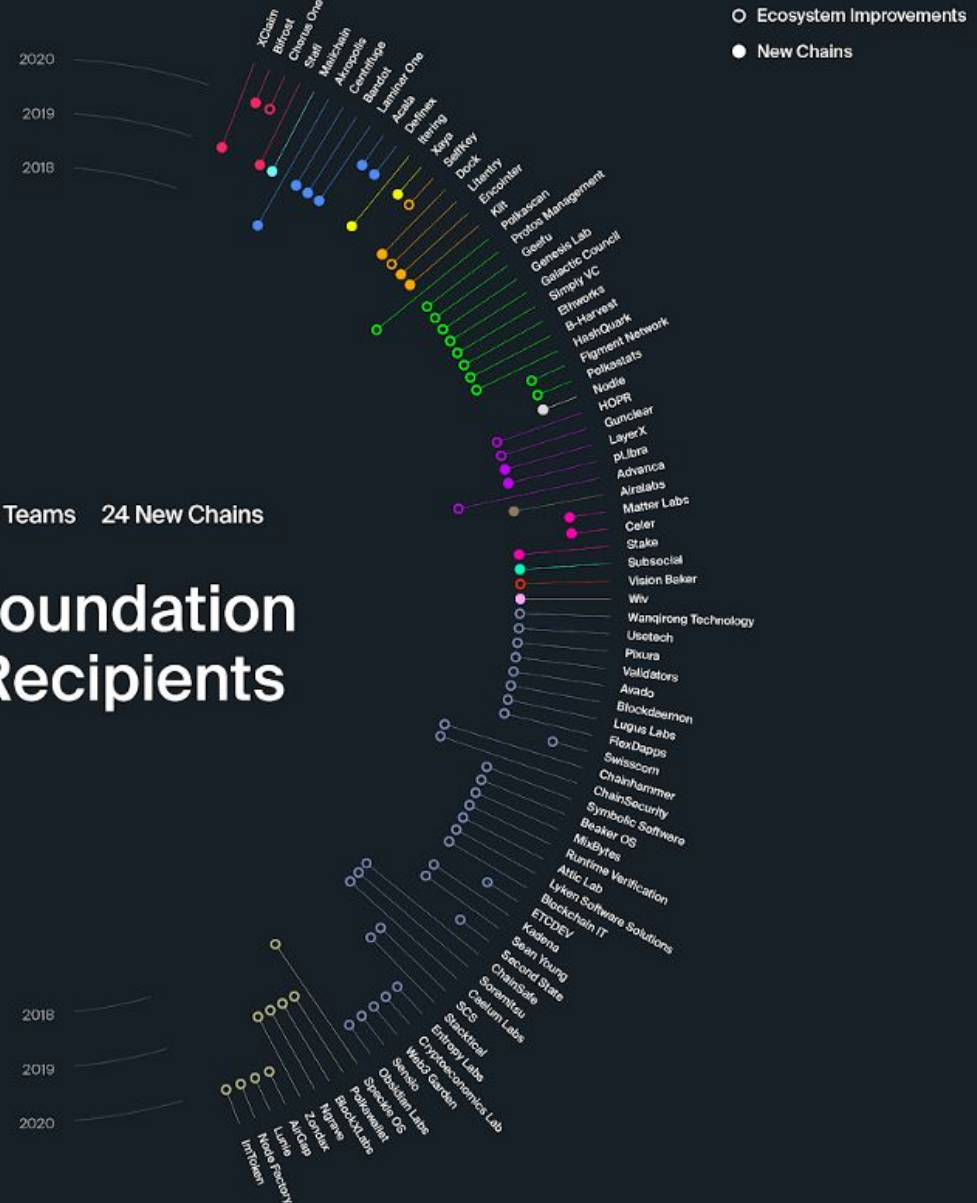 Ecosystem Improvements
New Chains
2020
2019
2018
XClaim
Bifrost
Chorus One
Stafi
Mailchain
Akropolis
Centrifuge
Bandot
Laminar One
Acala
Definex
Itering
Xaya
SelfKey
Dock
Litentry
Encointer
Kilt
Polkascan
Protos Management
Geefu
Genesis Lab
Galactic Council
Simply VC
Ethworks
B-Harvest
HashQuark
Figment Network
Polkastats
Nodle
HOPR
Gunclear
LayerX
pLibra
Advanca
Airalabs
Matter Labs
Celer
Stake
Subsocial
Vision Baker
Wiv
Wanqirong Technology
Usetech
Pixura
Validators
Avado
Blockdaemon
Lugus Labs
FlexDapps
Swisscom
Chainhammer
ChainSecurity
Symbolic Software
Beaker OS
MixBytes
Runtime Verification
Attic Lab
Lyken Software Solutions
Blockchain IT
ETCDEV
Kadena
Sean Young
Second State
ChainSafe
Soramitsu
Caelum Labs
SCS
Stacktical
Entropy Labs
Cryptoeconomics Lab
Web3 Garden
Sensio
Obsidian Labs
Speckle OS
Polkawallet
BlockXLabs
Ngrave
Zondax
AirGap
Lunie
Node Factory
ImToken
Teams 24 New Chains
oundation
Recipients
2018
2019
2020